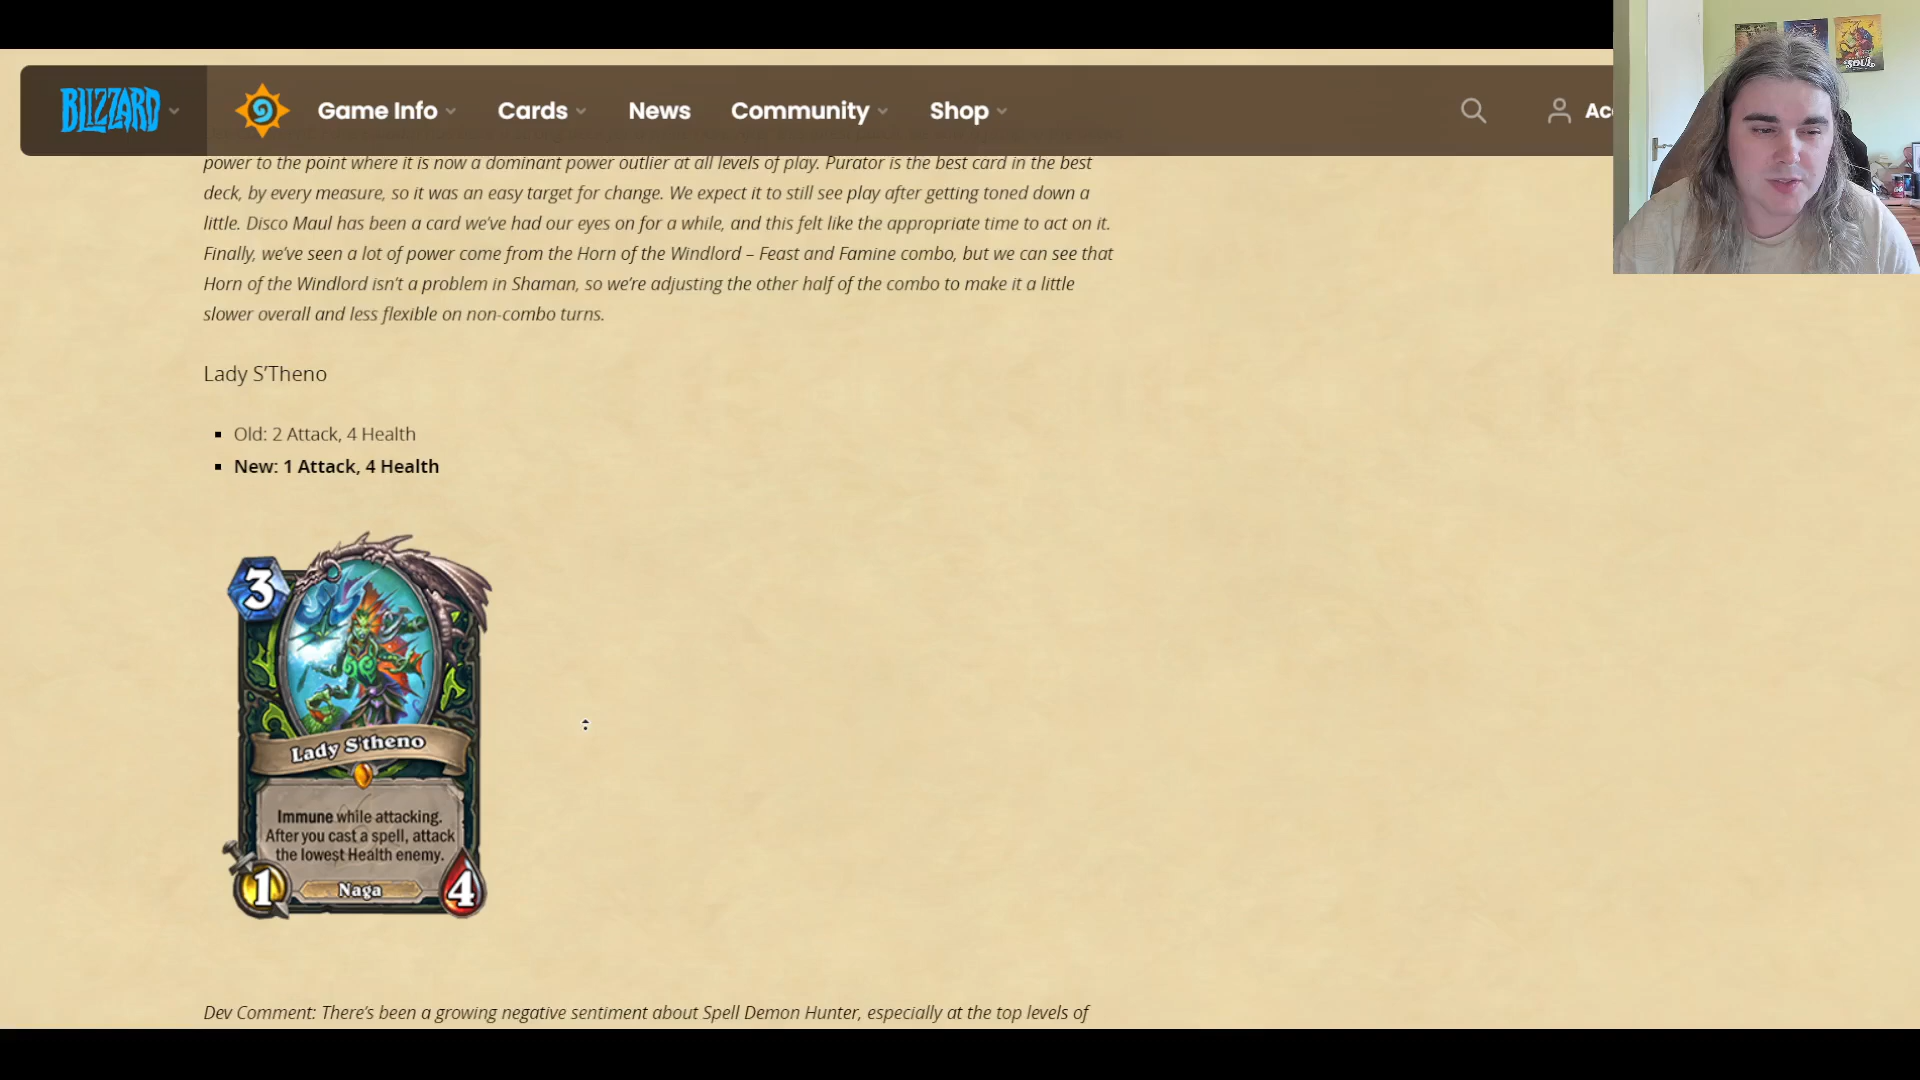 BLIZZARD
Game Info
Cards
News
Community
Shop
Ac
power to the point where it is now a dominant power outlier at all levels of play. Purator is the best card in the best
deck, by every measure, so it was an easy target for change. We expect it to still see play after getting toned down a
little. Disco Maul has been a card we've had our eyes on for a while, and this felt like the appropriate time to act on it.
Finally, we've seen a lot of power come from the Horn of the Windlord – Feast and Famine combo, but we can see that
Horn of the Windlord isn't a problem in Shaman, so we're adjusting the other half of the combo to make it a little
slower overall and less flexible on non-combo turns.
Lady S'Theno
Old: 2 Attack, 4 Health
New: 1 Attack, 4 Health
3
Lady S'theno
Immune while attacking.
After you cast a spell, attack
the lowest Health enemy.
1
Naga
4
Dev Comment: There's been a growing negative sentiment about Spell Demon Hunter, especially at the top levels of
SOUL